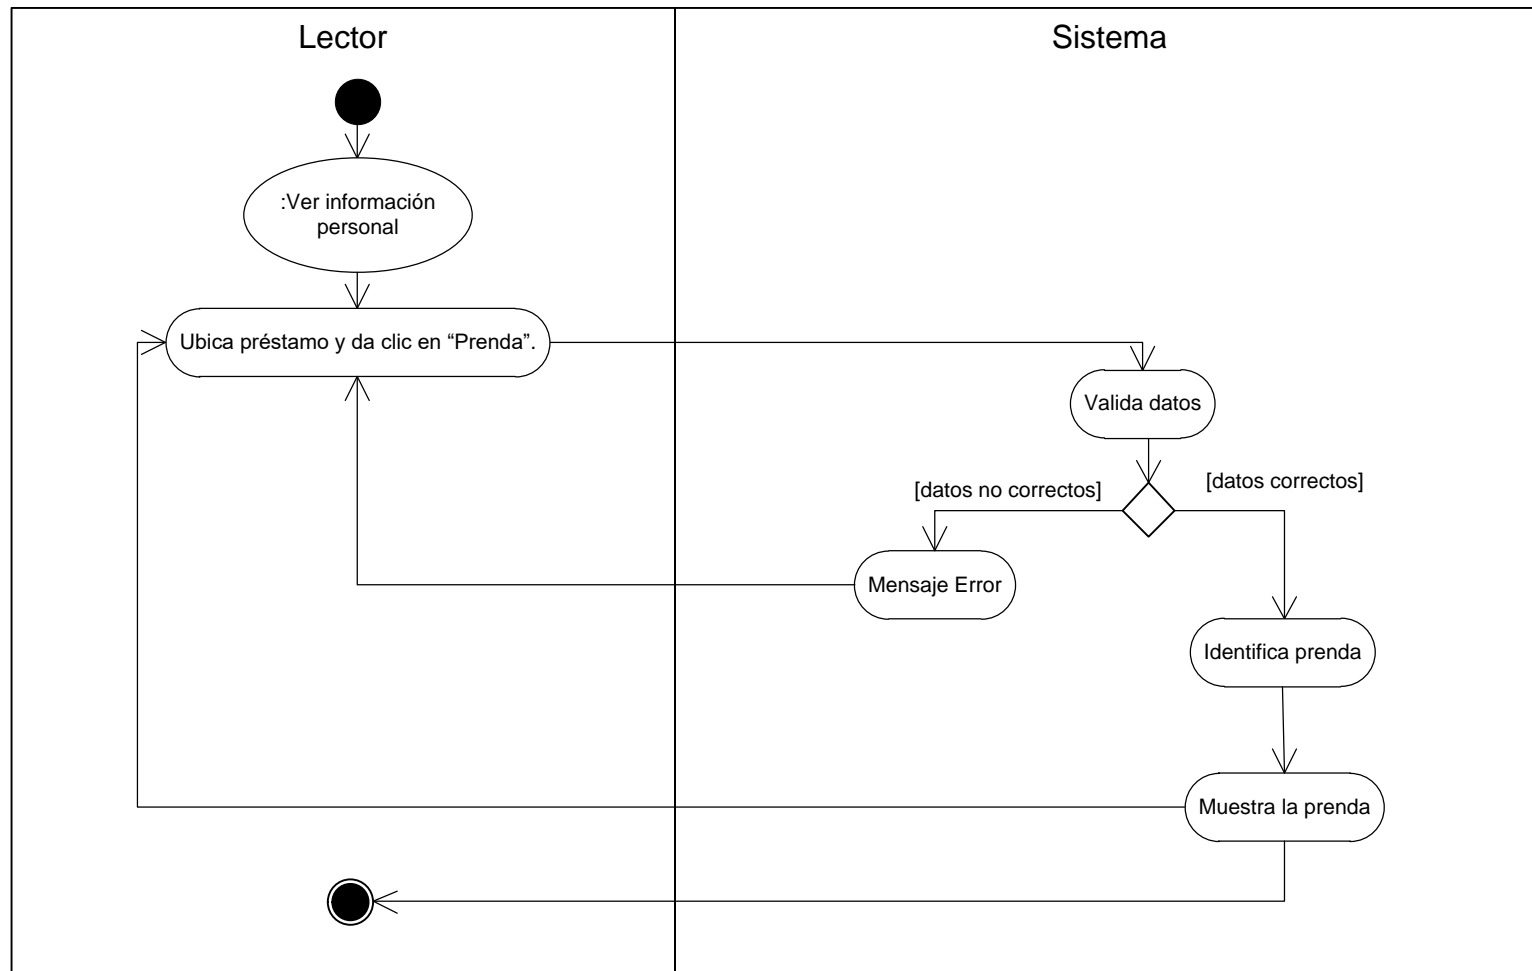 Lector
Sistema
:Ver información
personal
Ubica préstamo y da clic en “Prenda”.
Valida datos
[datos no correctos]
[datos correctos]
Mensaje Error
Identifica prenda
Muestra la prenda